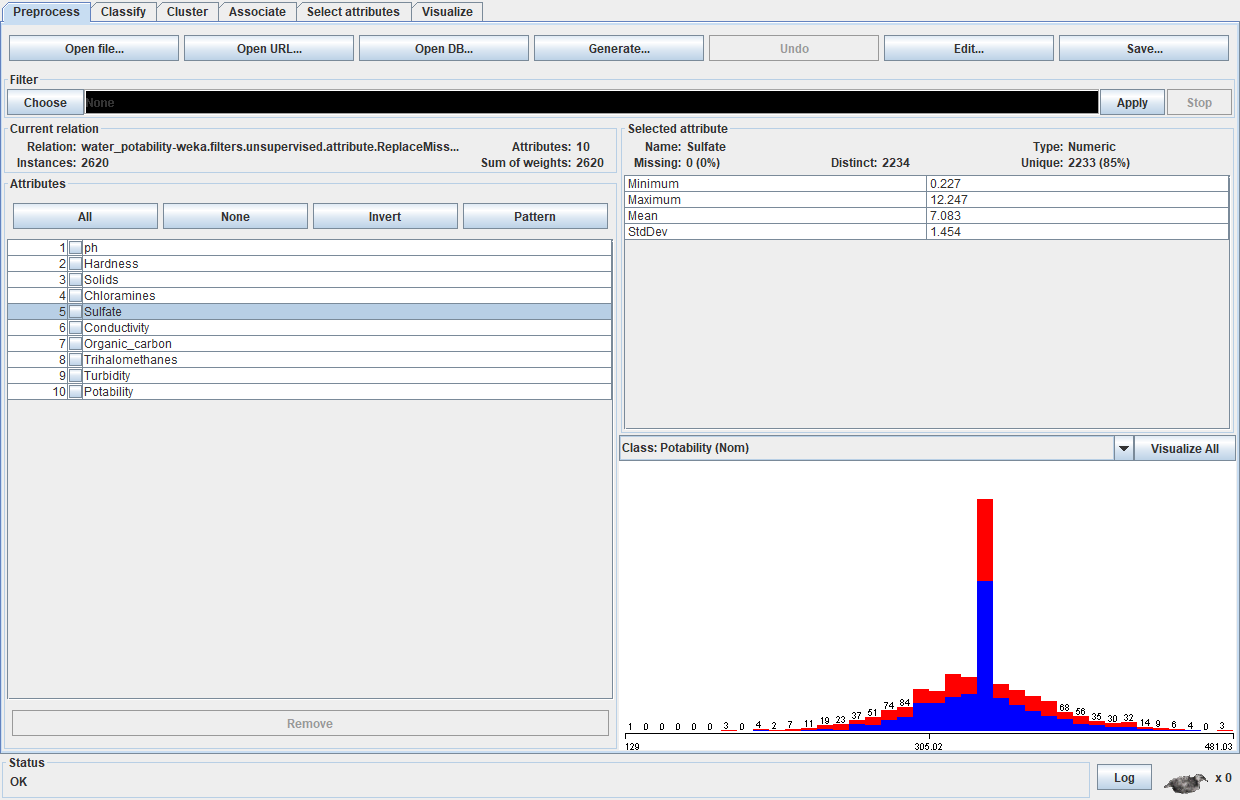 Preprocess Classify Cluster Associate Select attributes Visualize
Open file... Open URL... Open DB... Generate... Undo Edit... Save...
Filter
Choose None Apply Stop
Current relation
Relation: water_potability-weka.filters.unsupervised.attribute.ReplaceMiss... Attributes: 10
Instances: 2620 Sum of weights: 2620
Attributes
All None Invert Pattern
1 ph
2 Hardness
3 Solids
4 Chloramines
5 Sulfate
6 Conductivity
7 Organic_carbon
8 Trihalomethanes
9 Turbidity
10 Potability
Remove
Selected attribute
Name: Sulfate Type: Numeric
Missing: 0 (0%) Distinct: 2234 Unique: 2233 (85%)
Minimum 0.227
Maximum 12.247
Mean 7.083
StdDev 1.454
Class: Potability (Nom) Visualize All
1 0 0 0 0 0 3 0 4 2 7 11 19 23 37 51 74 84 68 56 35 30 32 14 9 6 4 0 3
129 305.02 481.03
Status
OK Log x 0